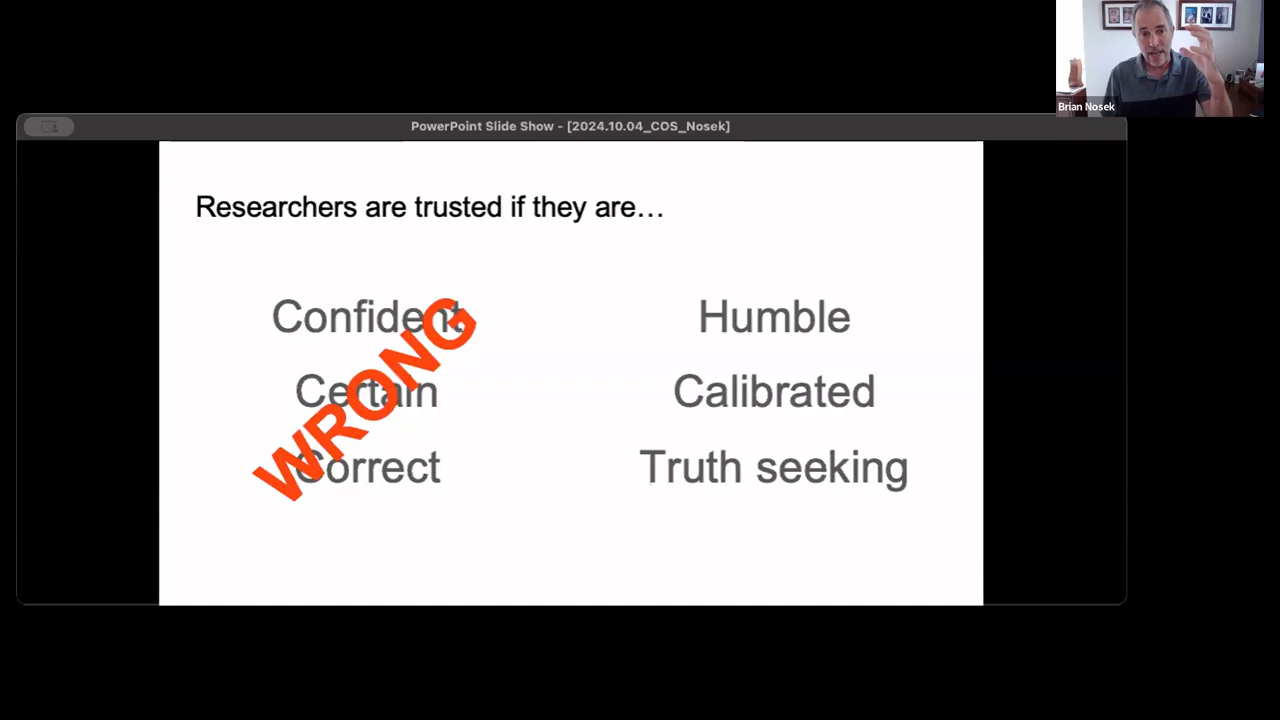 Brian Nosek
PowerPoint Slide Show - [2024.10.04_COS_Nosek]
Researchers are trusted if they are…
Confident
Certain
Correct
WRONG
Humble
Calibrated
Truth seeking